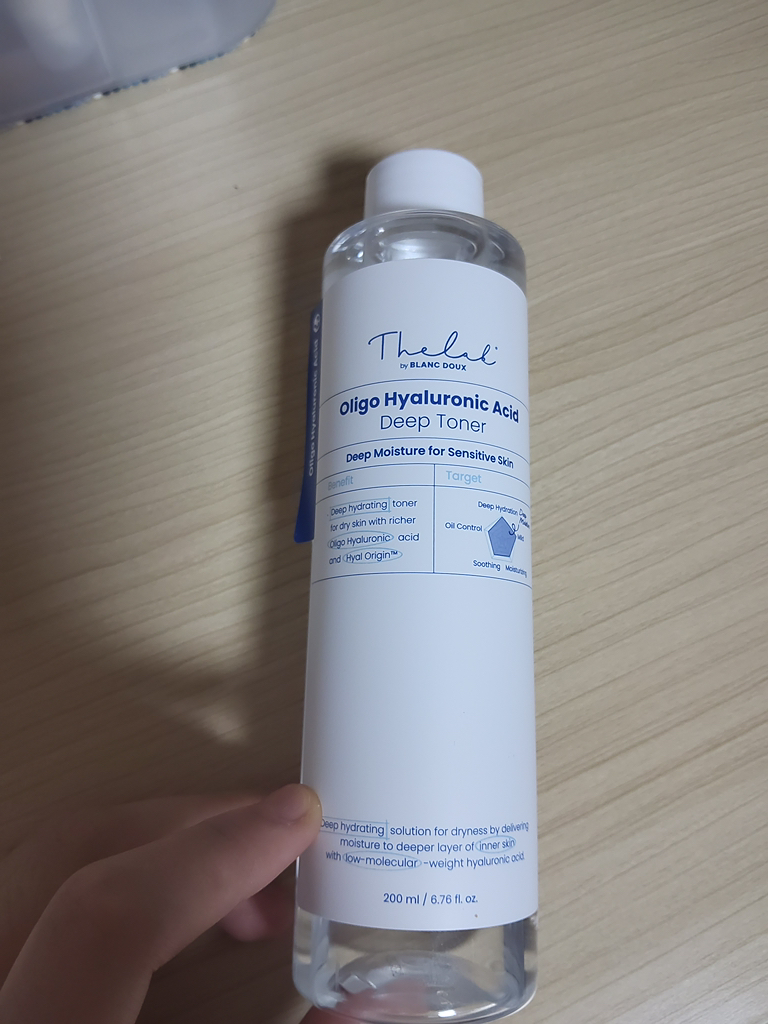 Thelab
by BLANC DOUX
Oligo Hyaluronic Acid
Deep Toner
Deep Moisture for Sensitive Skin
Benefit
Deep hydrating toner
for dry skin with richer
Oligo Hyaluronic acid
and Hyal Origin™
Target
Deep Hydration
Oil Control
Soothing
Moisturizing
Deep hydrating solution for dryness by delivering
moisture to deeper layer of inner skin
with low-molecular-weight hyaluronic acid.
200 ml / 6.76 fl. oz.
Oligo Hyaluronic Acid